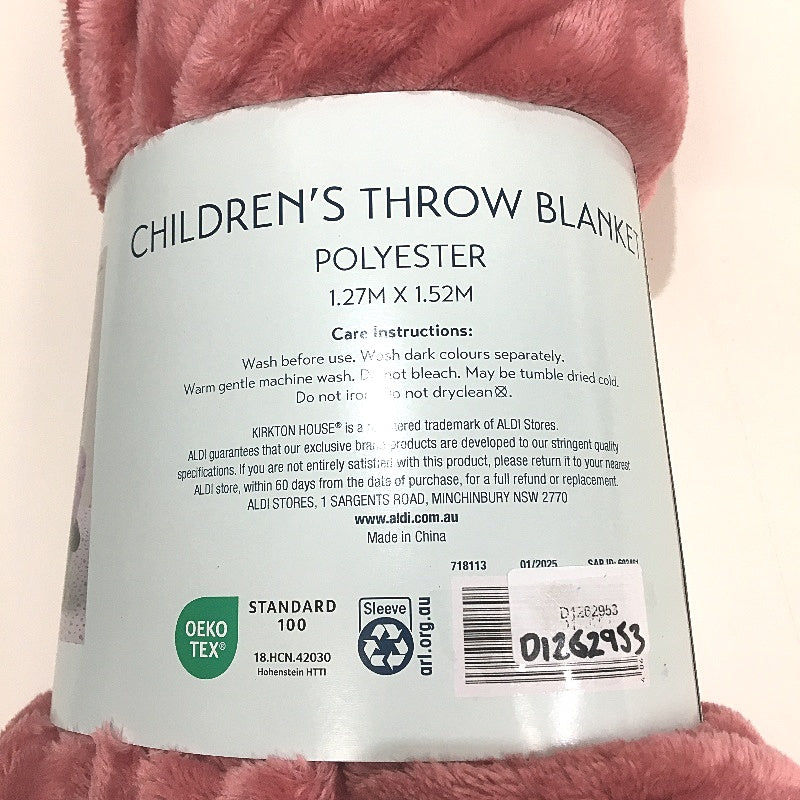 CHILDREN'S THROW BLANKET
POLYESTER
1.27M X 1.52M
Care Instructions:
Wash before use. Wash dark colours separately.
Warm gentle machine wash. Do not bleach. May be tumble dried cold.
Do not iron. Do not dryclean
KIRKTON HOUSE® is a registered trademark of ALDI Stores.
ALDI guarantees that our exclusive brand products are developed to our stringent quality
specifications. If you are not entirely satisfied with this product, please return it to your nearest
ALDI store, within 60 days from the date of purchase, for a full refund or replacement.
ALDI STORES, 1 SARGENTS ROAD, MINCHINBURY NSW 2770
www.aldi.com.au
Made in China
718113 01/2025 SAP ID:
OEKO
TEX®
STANDARD
100
18.HCN.42030
Hohenstein HTTI
Sleeve
arl.org.au
D1262953
D1262953